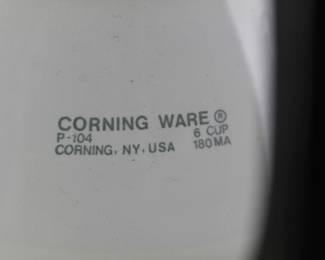 CORNING WARE®
P-104 6 CUP
CORNING, NY, USA 180MA